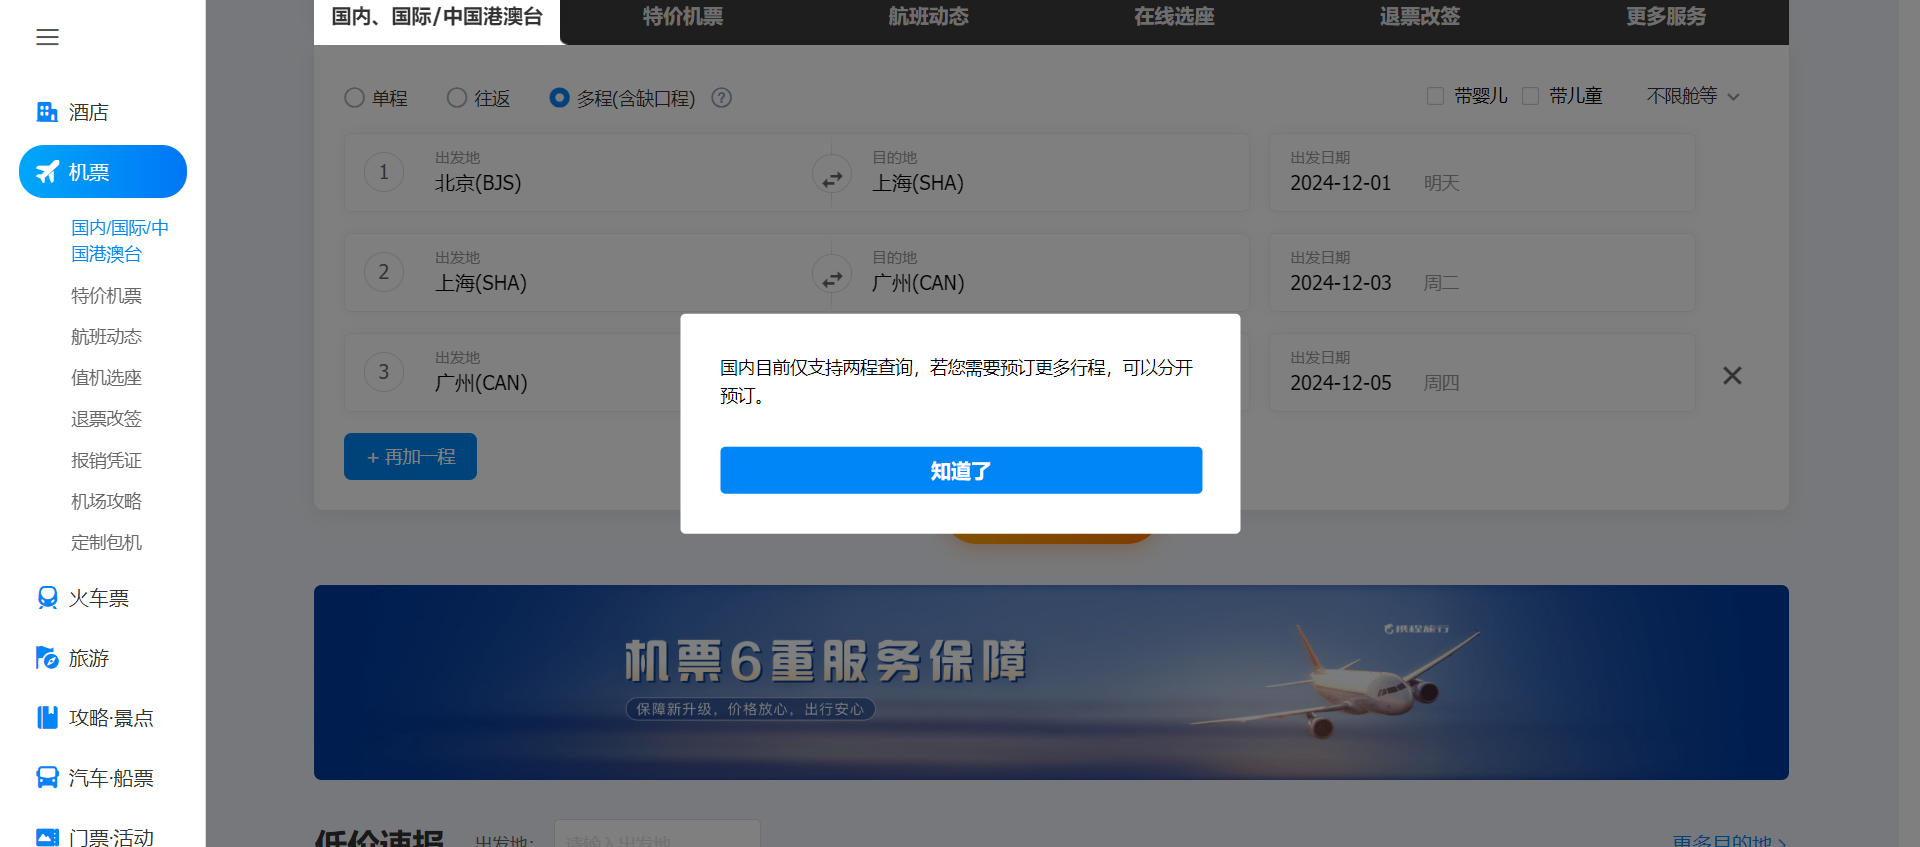 酒店
机票
国内/国际/中
国港澳台
特价机票
航班动态
值机选座
退票改签
报销凭证
机场攻略
定制包机
火车票
旅游
攻略·景点
汽车·船票
门票·活动
国内、国际/中国港澳台
特价机票
航班动态
在线选座
退票改签
更多服务
单程
往返
多程(含缺口程)
?
带婴儿
带儿童
不限舱等
1
出发地
北京(BJS)
目的地
上海(SHA)
出发日期
2024-12-01 明天
2
出发地
上海(SHA)
目的地
广州(CAN)
出发日期
2024-12-03 周二
3
出发地
广州(CAN)
出发日期
2024-12-05 周四
+ 再加一程
国内目前仅支持两程查询，若您需要预订更多行程，可以分开
预订。
知道了
机票6重服务保障
保障新升级，价格放心，出行安心
携程旅行
低价速报
出发地：
请输入出发地
更多目的地 >